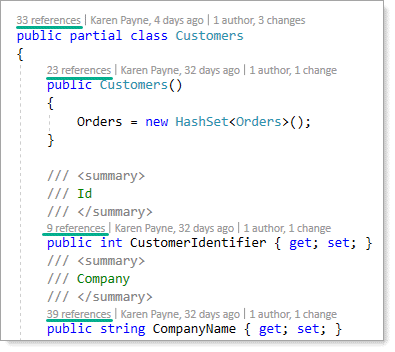 33 references | Karen Payne, 4 days ago | 1 author, 3 changes
public partial class Customers
{
23 references | Karen Payne, 32 days ago | 1 author, 1 change
public Customers()
{
Orders = new HashSet<Orders>();
}
/// <summary>
/// Id
/// </summary>
9 references | Karen Payne, 32 days ago | 1 author, 1 change
public int CustomerIdentifier { get; set; }
/// <summary>
/// Company
/// </summary>
39 references | Karen Payne, 32 days ago | 1 author, 1 change
public string CompanyName { get; set; }